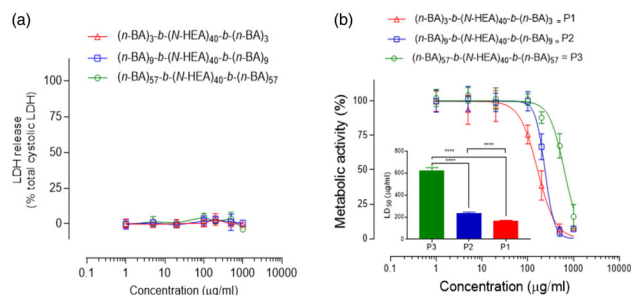 (a)
(n-BA)₃-b-(N-HEA)₄₀-b-(n-BA)₃
(n-BA)₉-b-(N-HEA)₄₀-b-(n-BA)₉
(n-BA)₅₇-b-(N-HEA)₄₀-b-(n-BA)₅₇
LDH release
(% total cystolic LDH)
100
75
50
25
0
0.1 1 10 100 1000 10000
Concentration (µg/ml)
(b)
(n-BA)₃-b-(N-HEA)₄₀-b-(n-BA)₃ = P1
(n-BA)₉-b-(N-HEA)₄₀-b-(n-BA)₉ = P2
(n-BA)₅₇-b-(N-HEA)₄₀-b-(n-BA)₅₇ = P3
Metabolic activity (%)
100
75
50
25
0
LD₅₀ (µg/ml)
800
600
400
200
0
**** ****
****
P3 P2 P1
0.1 1 10 100 1000 10000
Concentration (µg/ml)